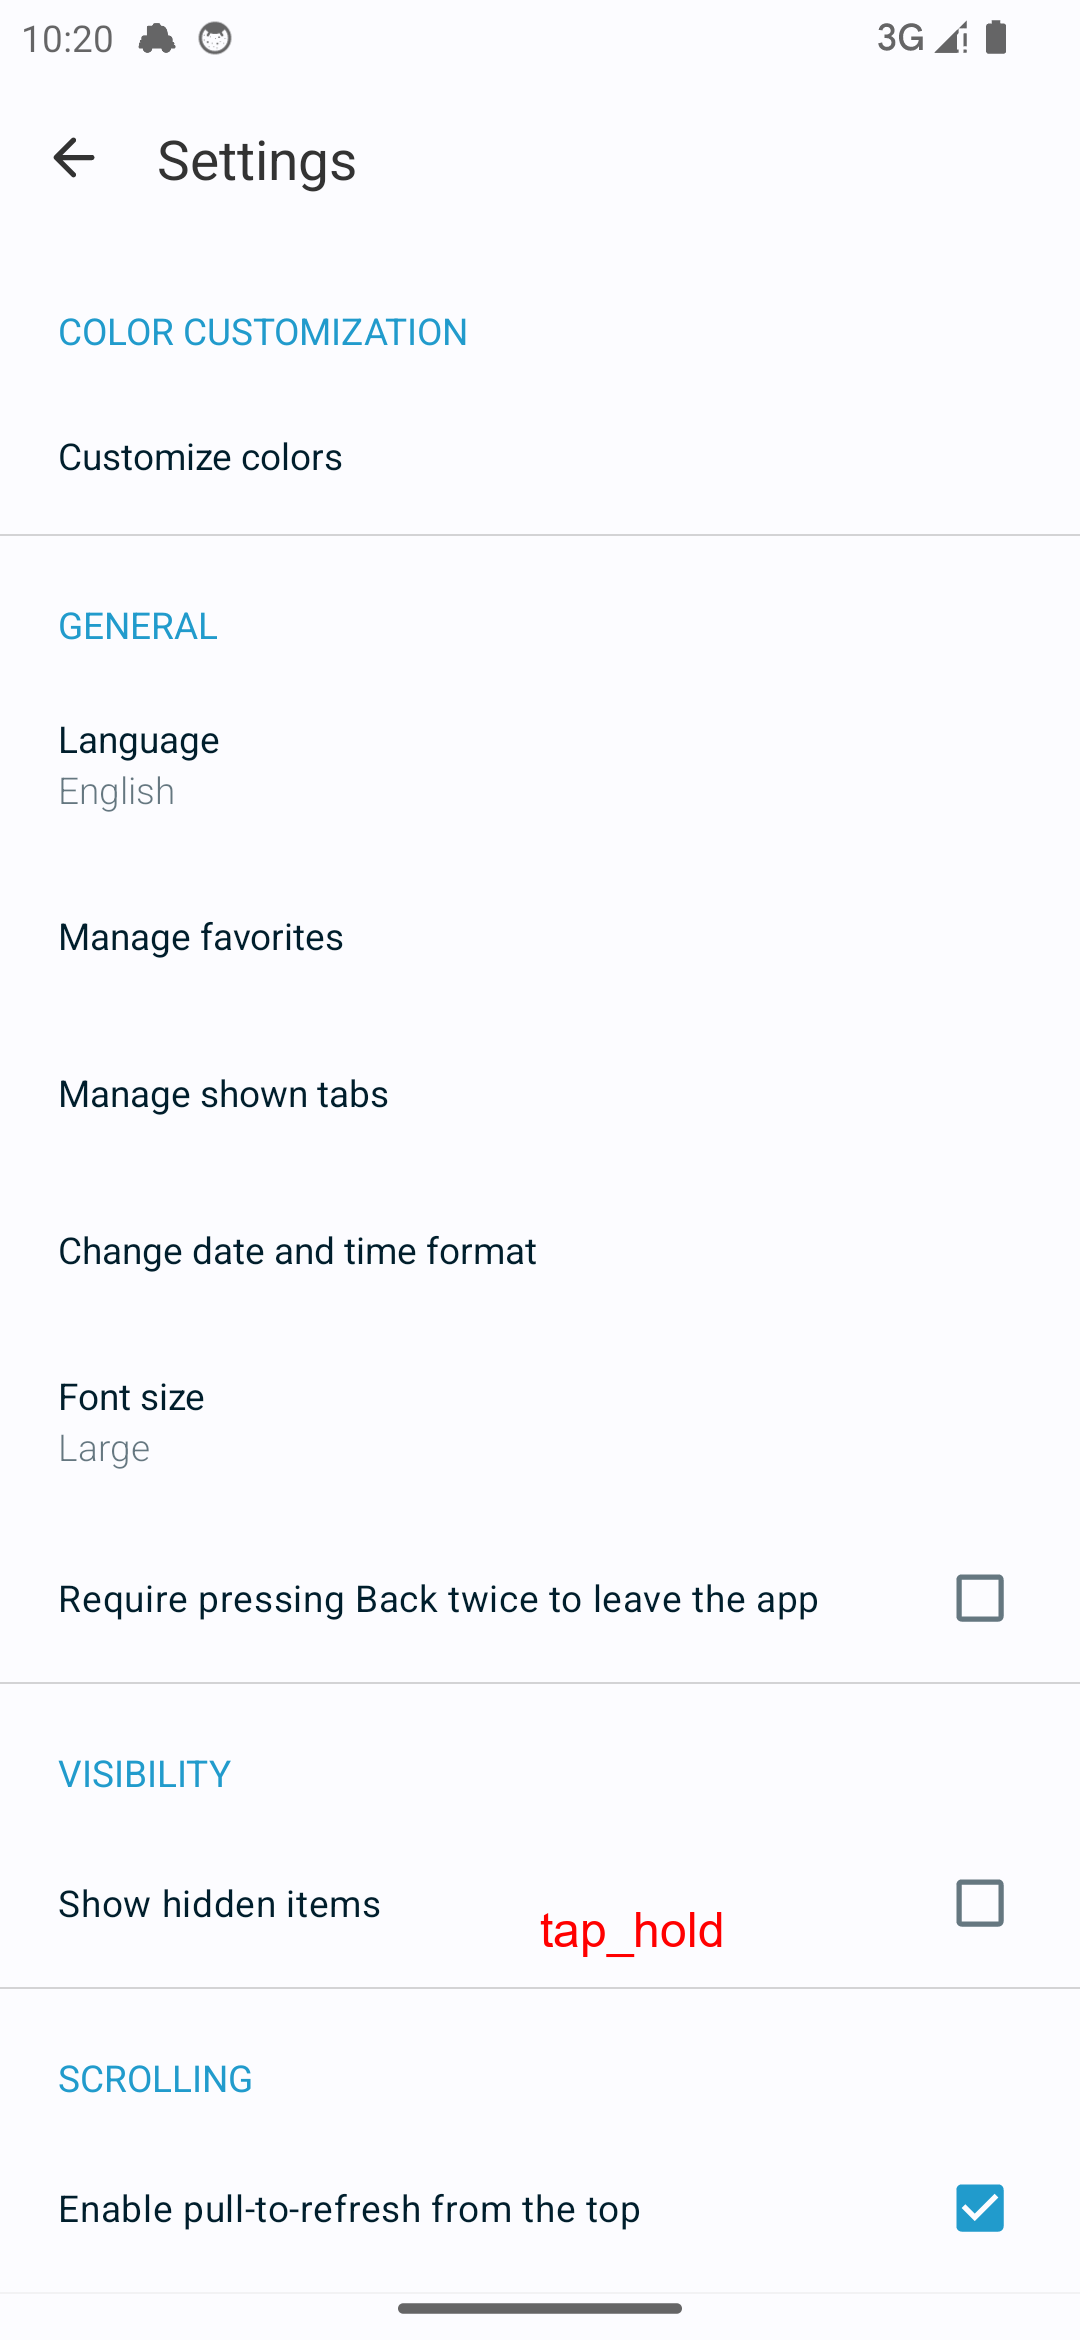 10:20
3G
Settings
COLOR CUSTOMIZATION
Customize colors
GENERAL
Language
English
Manage favorites
Manage shown tabs
Change date and time format
Font size
Large
Require pressing Back twice to leave the app
VISIBILITY
Show hidden items
tap_hold
SCROLLING
Enable pull-to-refresh from the top